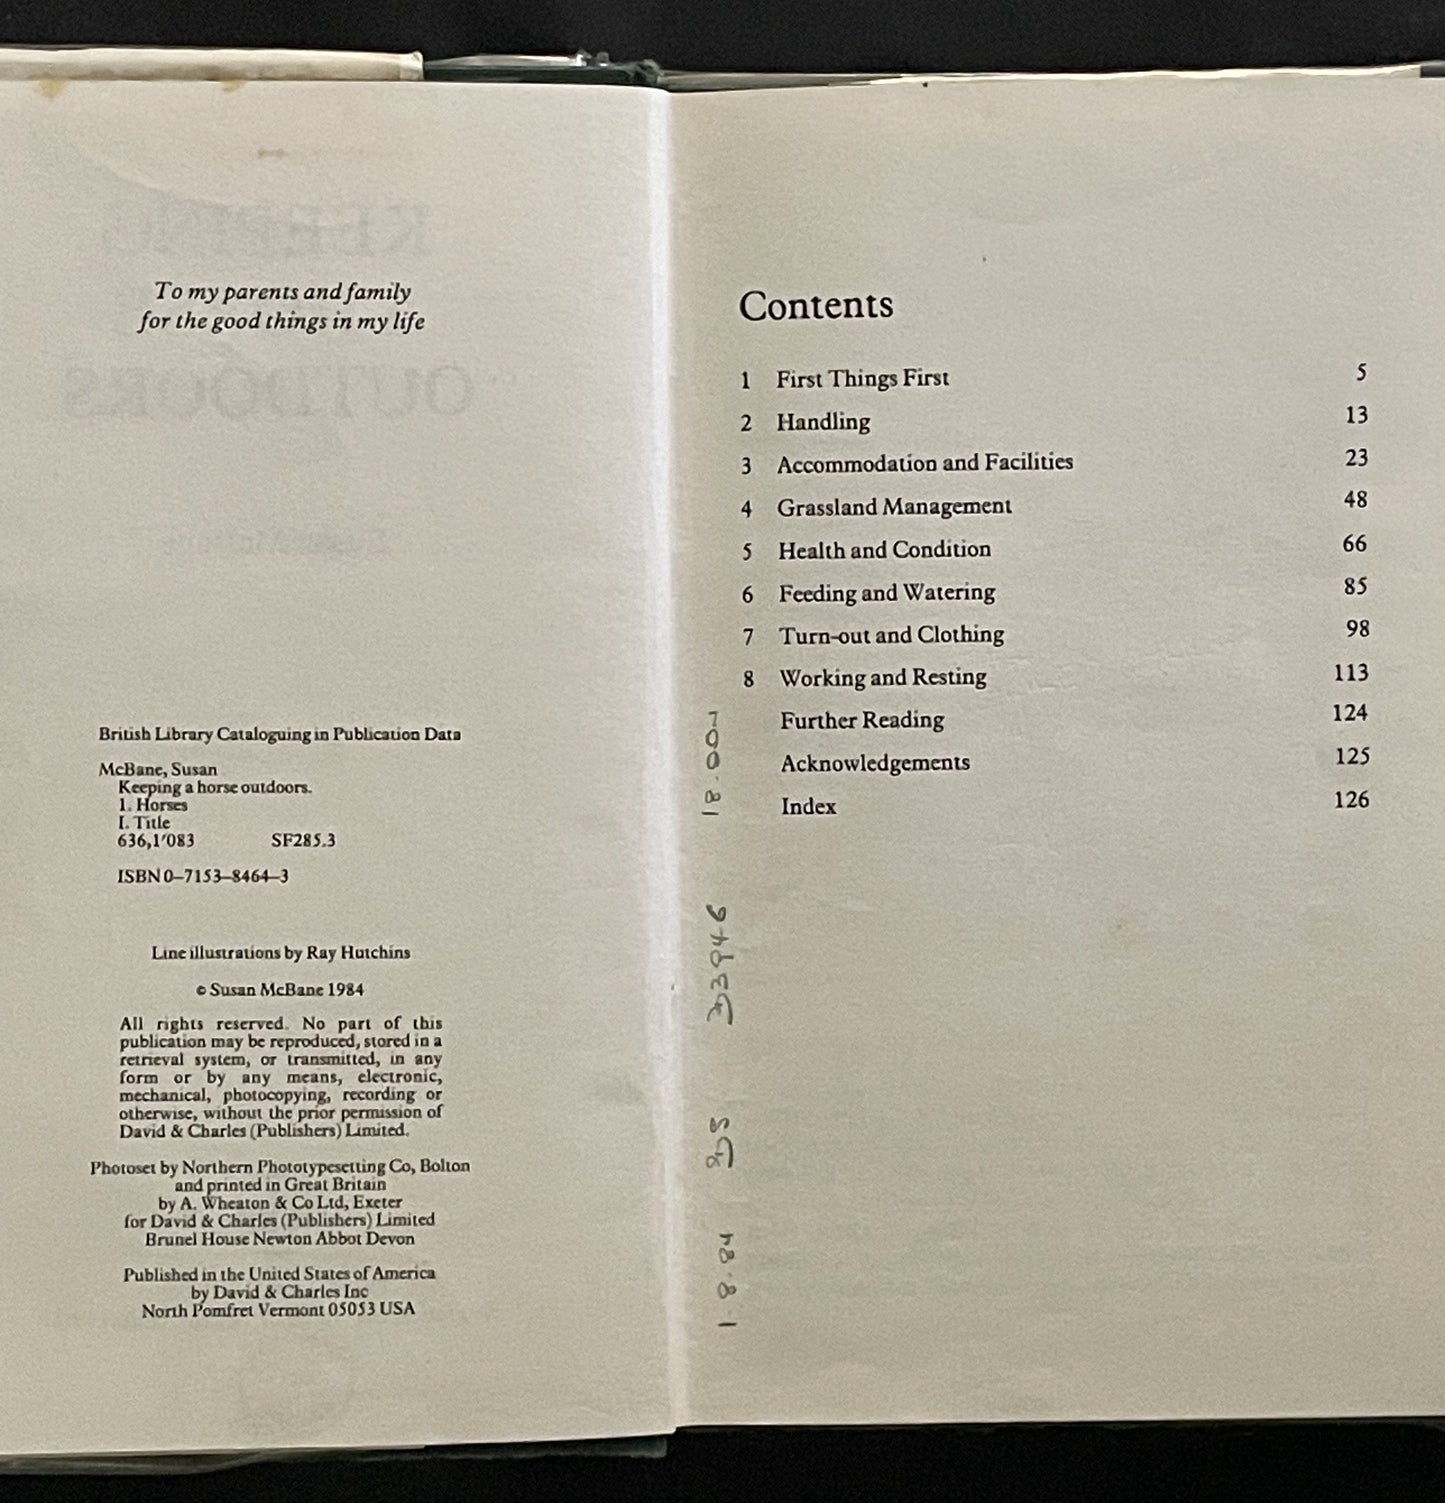 To my parents and family
for the good things in my life
British Library Cataloguing in Publication Data
McBane, Susan
Keeping a horse outdoors.
1. Horses
I. Title
636,1'083 SF285.3
ISBN 0–7153–8464–3
Line illustrations by Ray Hutchins
© Susan McBane 1984
All rights reserved. No part of this
publication may be reproduced, stored in a
retrieval system, or transmitted, in any
form or by any means, electronic,
mechanical, photocopying, recording or
otherwise, without the prior permission of
David & Charles (Publishers) Limited.
Photoset by Northern Phototypesetting Co, Bolton
and printed in Great Britain
by A. Wheaton & Co Ltd, Exeter
for David & Charles (Publishers) Limited
Brunel House Newton Abbot Devon
Published in the United States of America
by David & Charles Inc
North Pomfret Vermont 05053 USA
Contents
1 First Things First 5
2 Handling 13
3 Accommodation and Facilities 23
4 Grassland Management 48
5 Health and Condition 66
6 Feeding and Watering 85
7 Turn-out and Clothing 98
8 Working and Resting 113
Further Reading 124
Acknowledgements 125
Index 126
1.8.84